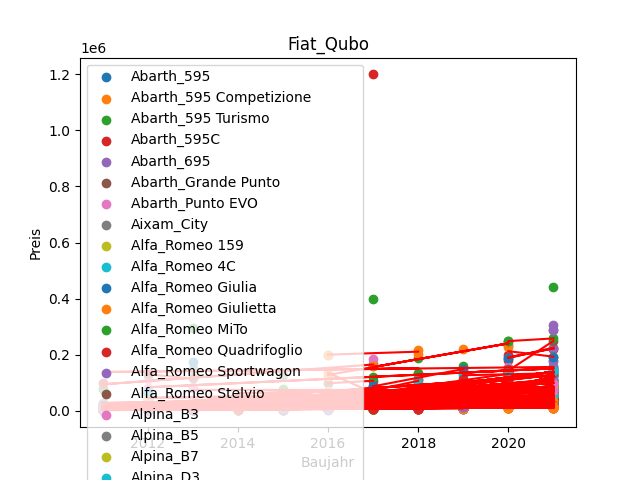 Fiat_Qubo
1e6
1.2
1.0
0.8
0.6
0.4
0.2
0.0
Preis
Abarth_595
Abarth_595 Competizione
Abarth_595 Turismo
Abarth_595C
Abarth_695
Abarth_Grande Punto
Abarth_Punto EVO
Aixam_City
Alfa_Romeo 159
Alfa_Romeo 4C
Alfa_Romeo Giulia
Alfa_Romeo Giulietta
Alfa_Romeo MiTo
Alfa_Romeo Quadrifoglio
Alfa_Romeo Sportwagon
Alfa_Romeo Stelvio
Alpina_B3
Alpina_B5
Alpina_B7
Alpina_D3
2012
2014
2016
2018
2020
Baujahr